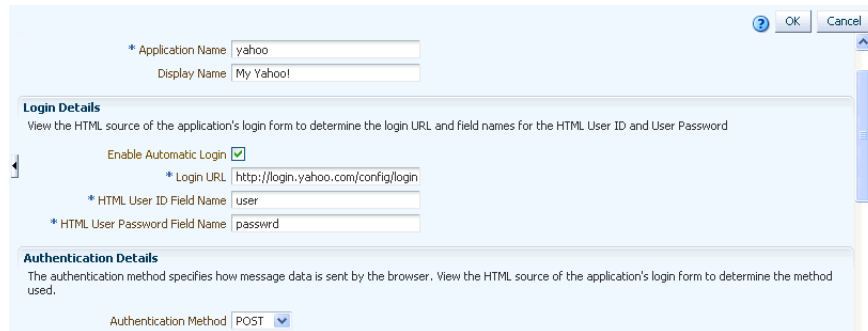 ? OK Cancel
* Application Name yahoo
Display Name My Yahoo!
Login Details
View the HTML source of the application's login form to determine the login URL and field names for the HTML User ID and User Password
Enable Automatic Login
* Login URL http://login.yahoo.com/config/login
* HTML User ID Field Name user
* HTML User Password Field Name passwrd
Authentication Details
The authentication method specifies how message data is sent by the browser. View the HTML source of the application's login form to determine the method
used.
Authentication Method POST